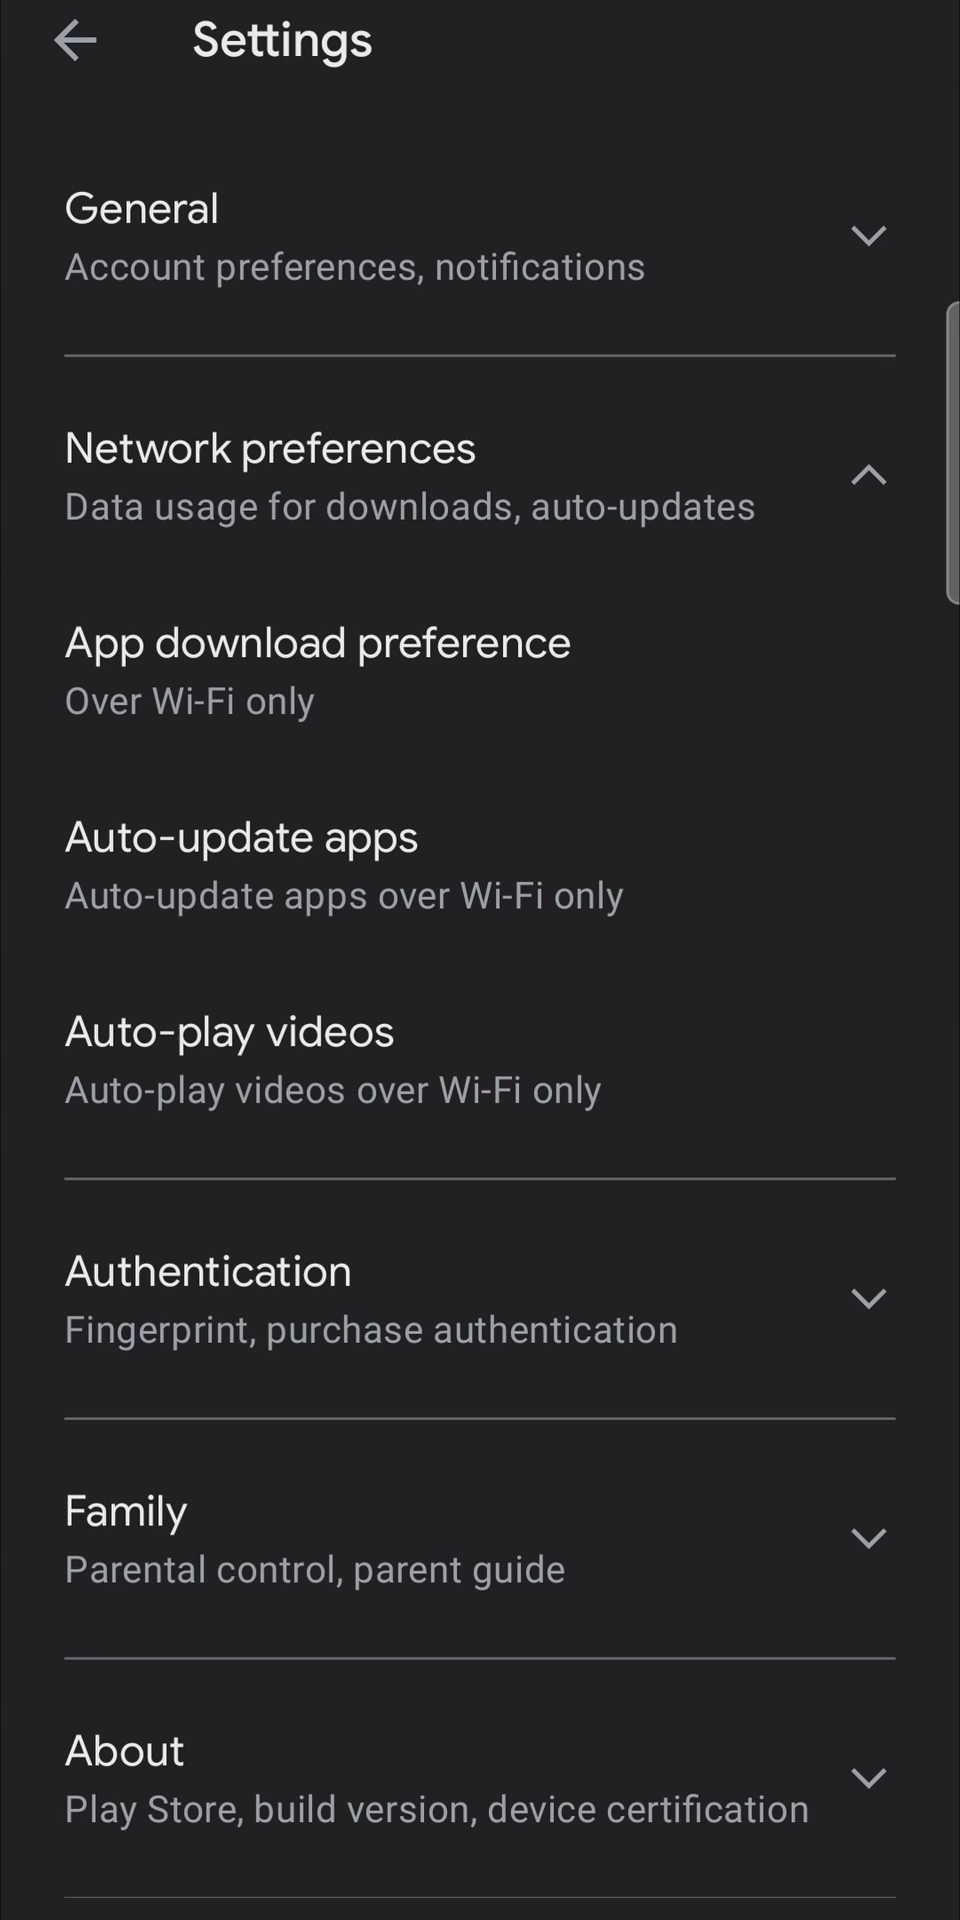 Settings
General
Account preferences, notifications
Network preferences
Data usage for downloads, auto-updates
App download preference
Over Wi-Fi only
Auto-update apps
Auto-update apps over Wi-Fi only
Auto-play videos
Auto-play videos over Wi-Fi only
Authentication
Fingerprint, purchase authentication
Family
Parental control, parent guide
About
Play Store, build version, device certification